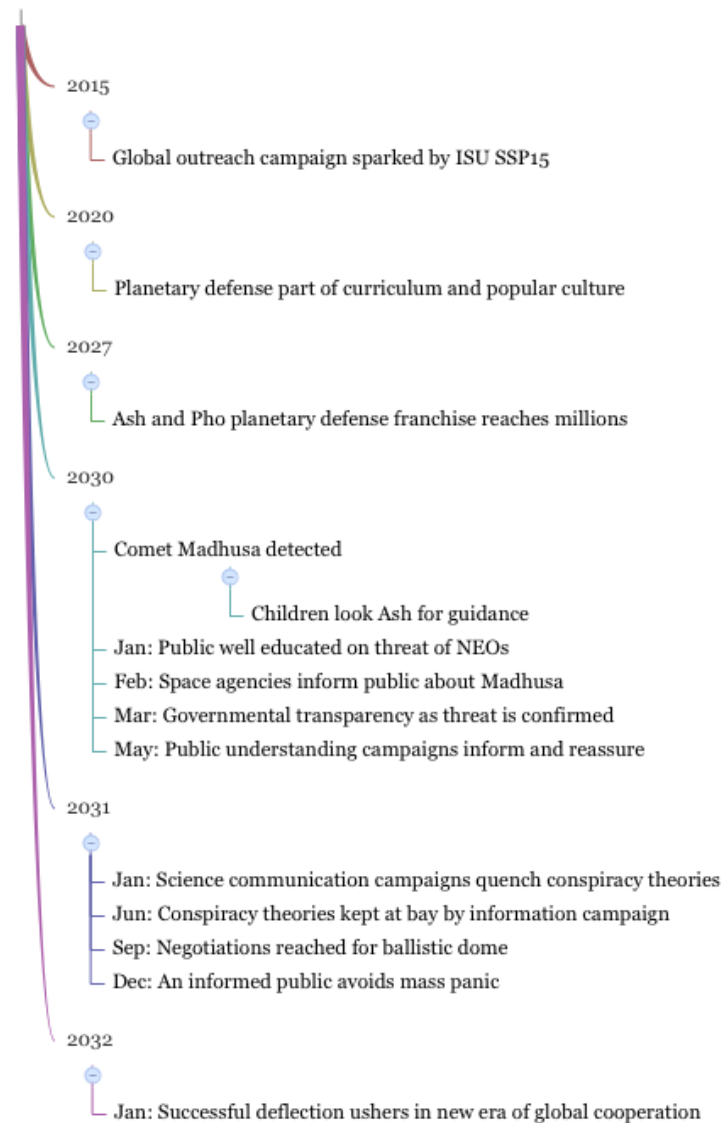 2015
Global outreach campaign sparked by ISU SSP15
2020
Planetary defense part of curriculum and popular culture
2027
Ash and Pho planetary defense franchise reaches millions
2030
Comet Madhusa detected
Children look Ash for guidance
Jan: Public well educated on threat of NEOs
Feb: Space agencies inform public about Madhusa
Mar: Governmental transparency as threat is confirmed
May: Public understanding campaigns inform and reassure
2031
Jan: Science communication campaigns quench conspiracy theories
Jun: Conspiracy theories kept at bay by information campaign
Sep: Negotiations reached for ballistic dome
Dec: An informed public avoids mass panic
2032
Jan: Successful deflection ushers in new era of global cooperation